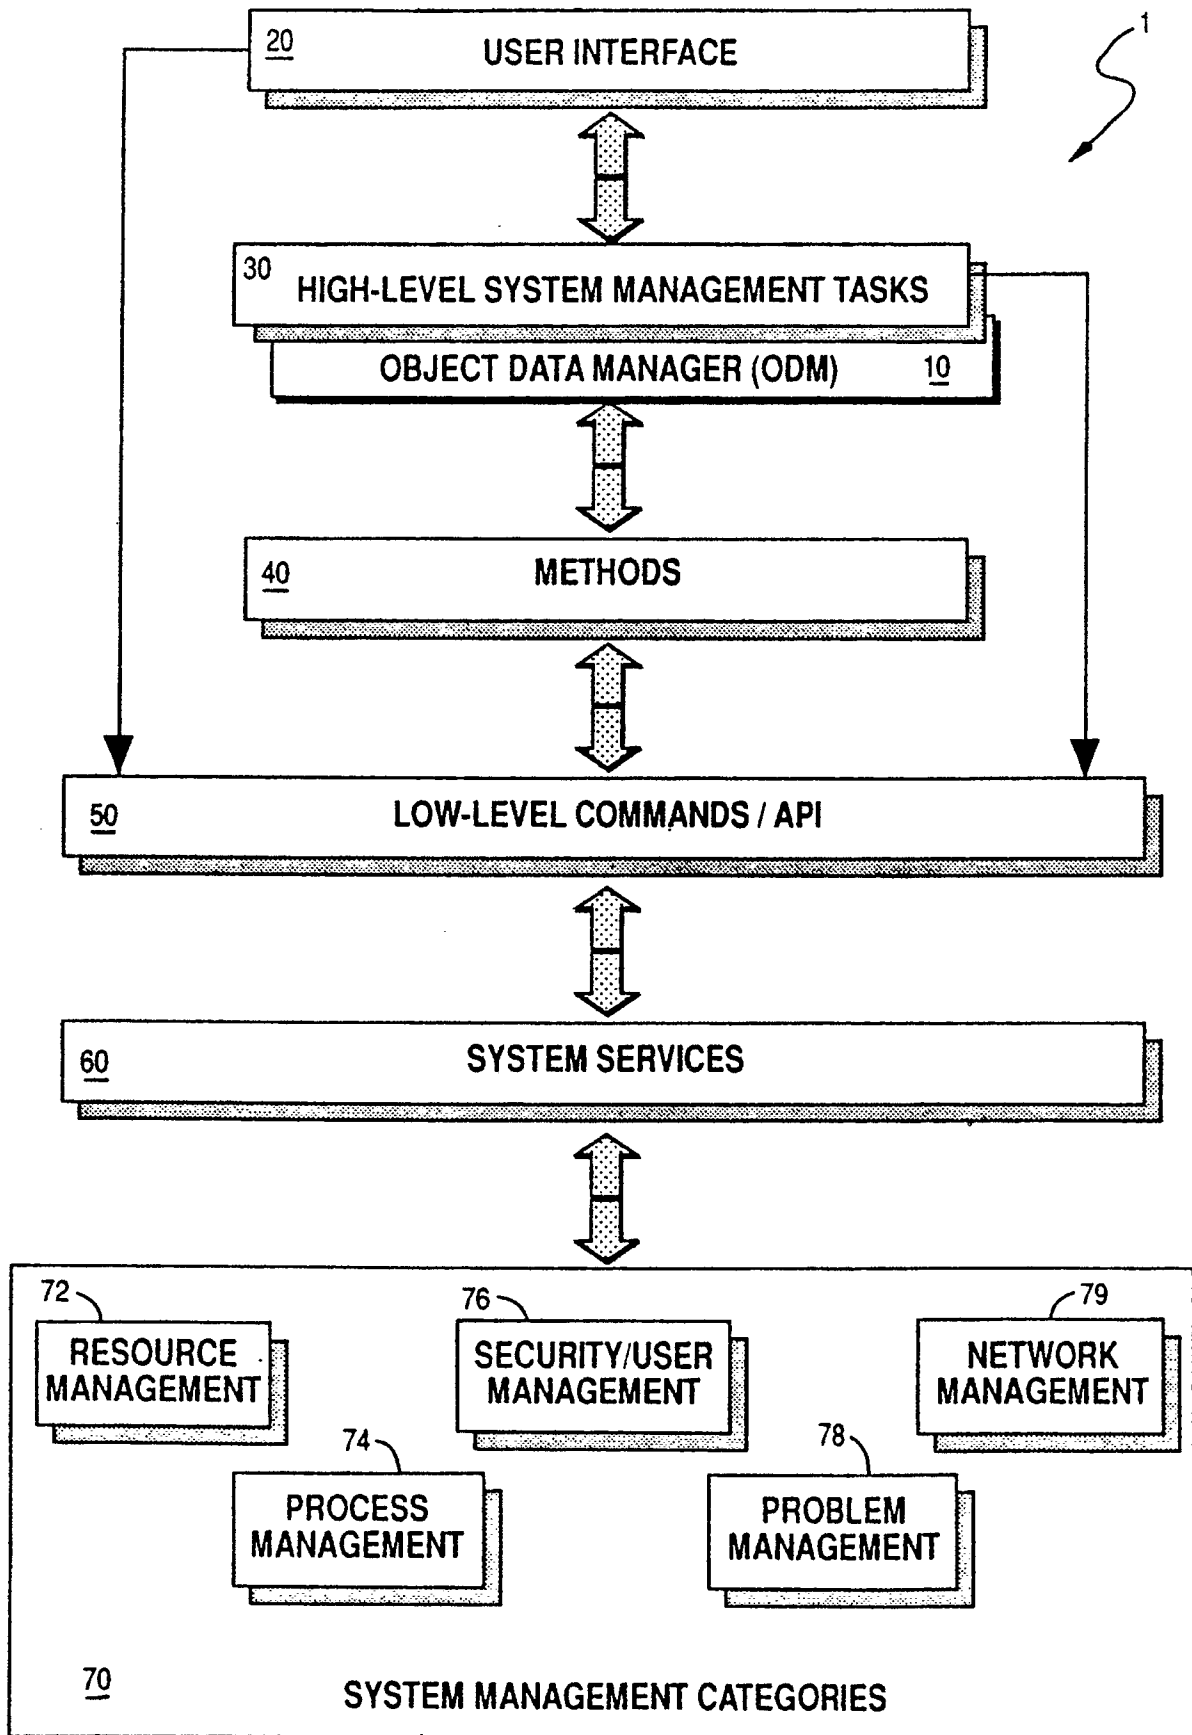 1
20 USER INTERFACE
30 HIGH-LEVEL SYSTEM MANAGEMENT TASKS
OBJECT DATA MANAGER (ODM) 10
40 METHODS
50 LOW-LEVEL COMMANDS / API
60 SYSTEM SERVICES
72
RESOURCE
MANAGEMENT
76
SECURITY/USER
MANAGEMENT
79
NETWORK
MANAGEMENT
74
PROCESS
MANAGEMENT
78
PROBLEM
MANAGEMENT
70 SYSTEM MANAGEMENT CATEGORIES